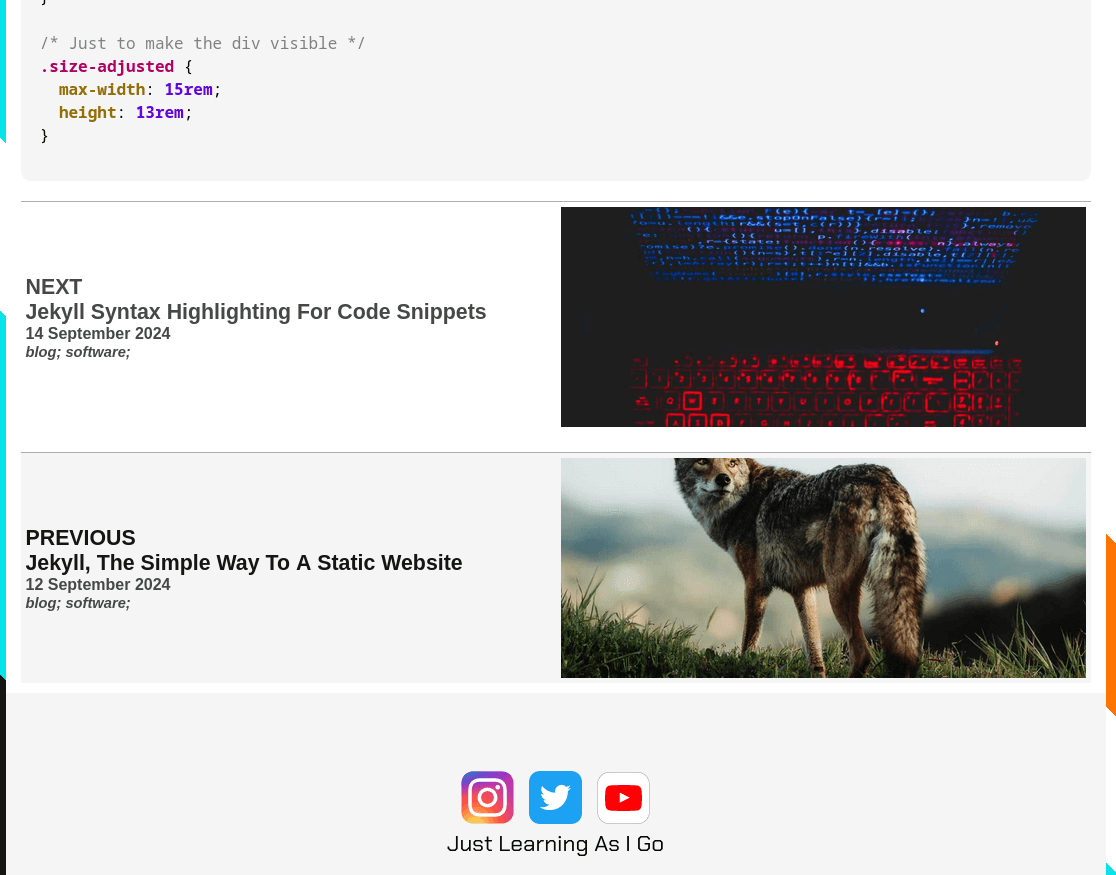 }
/* Just to make the div visible */
.size-adjusted {
max-width: 15rem;
height: 13rem;
}
NEXT
Jekyll Syntax Highlighting For Code Snippets
14 September 2024
blog; software;
PREVIOUS
Jekyll, The Simple Way To A Static Website
12 September 2024
blog; software;
Just Learning As I Go